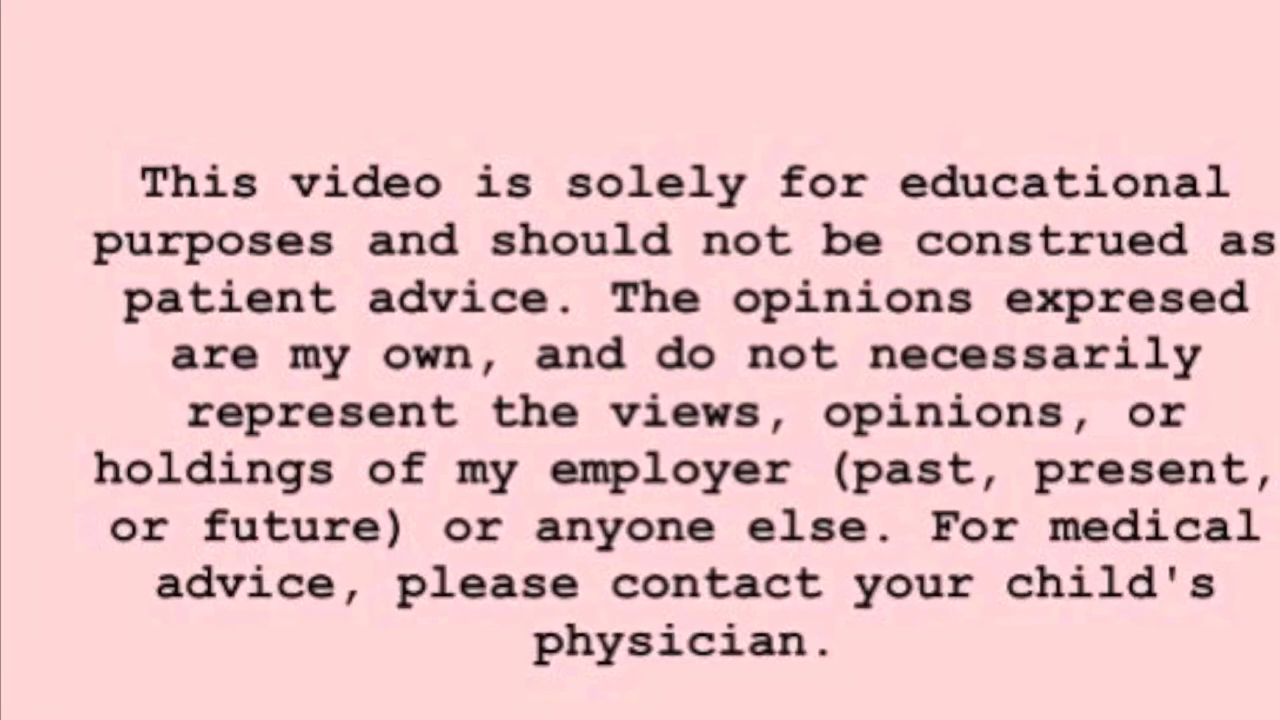 This video is solely for educational
purposes and should not be construed as
patient advice. The opinions expresed
are my own, and do not necessarily
represent the views, opinions, or
holdings of my employer (past, present,
or future) or anyone else. For medical
advice, please contact your child's
physician.